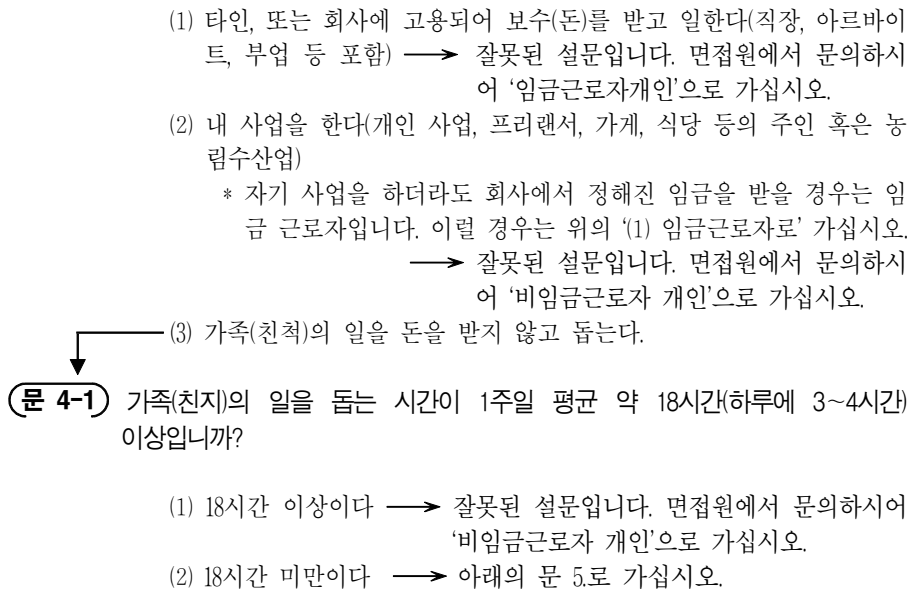 (1) 타인, 또는 회사에 고용되어 보수(돈)를 받고 일한다(직장, 아르바이
트, 부업 등 포함) ⟶ 잘못된 설문입니다. 면접원에서 문의하시
어 ‘임금근로자개인’으로 가십시오.
(2) 내 사업을 한다(개인 사업, 프리랜서, 가게, 식당 등의 주인 혹은 농
림수산업)
* 자기 사업을 하더라도 회사에서 정해진 임금을 받을 경우는 임
금 근로자입니다. 이럴 경우는 위의 ‘(1) 임금근로자로’ 가십시오.
⟶ 잘못된 설문입니다. 면접원에서 문의하시
어 ‘비임금근로자 개인’으로 가십시오.
(3) 가족(친척)의 일을 돈을 받지 않고 돕는다.
문 4-1 가족(친지)의 일을 돕는 시간이 1주일 평균 약 18시간(하루에 3~4시간)
이상입니까?
(1) 18시간 이상이다 ⟶ 잘못된 설문입니다. 면접원에서 문의하시어
‘비임금근로자 개인’으로 가십시오.
(2) 18시간 미만이다 ⟶ 아래의 문 5.로 가십시오.